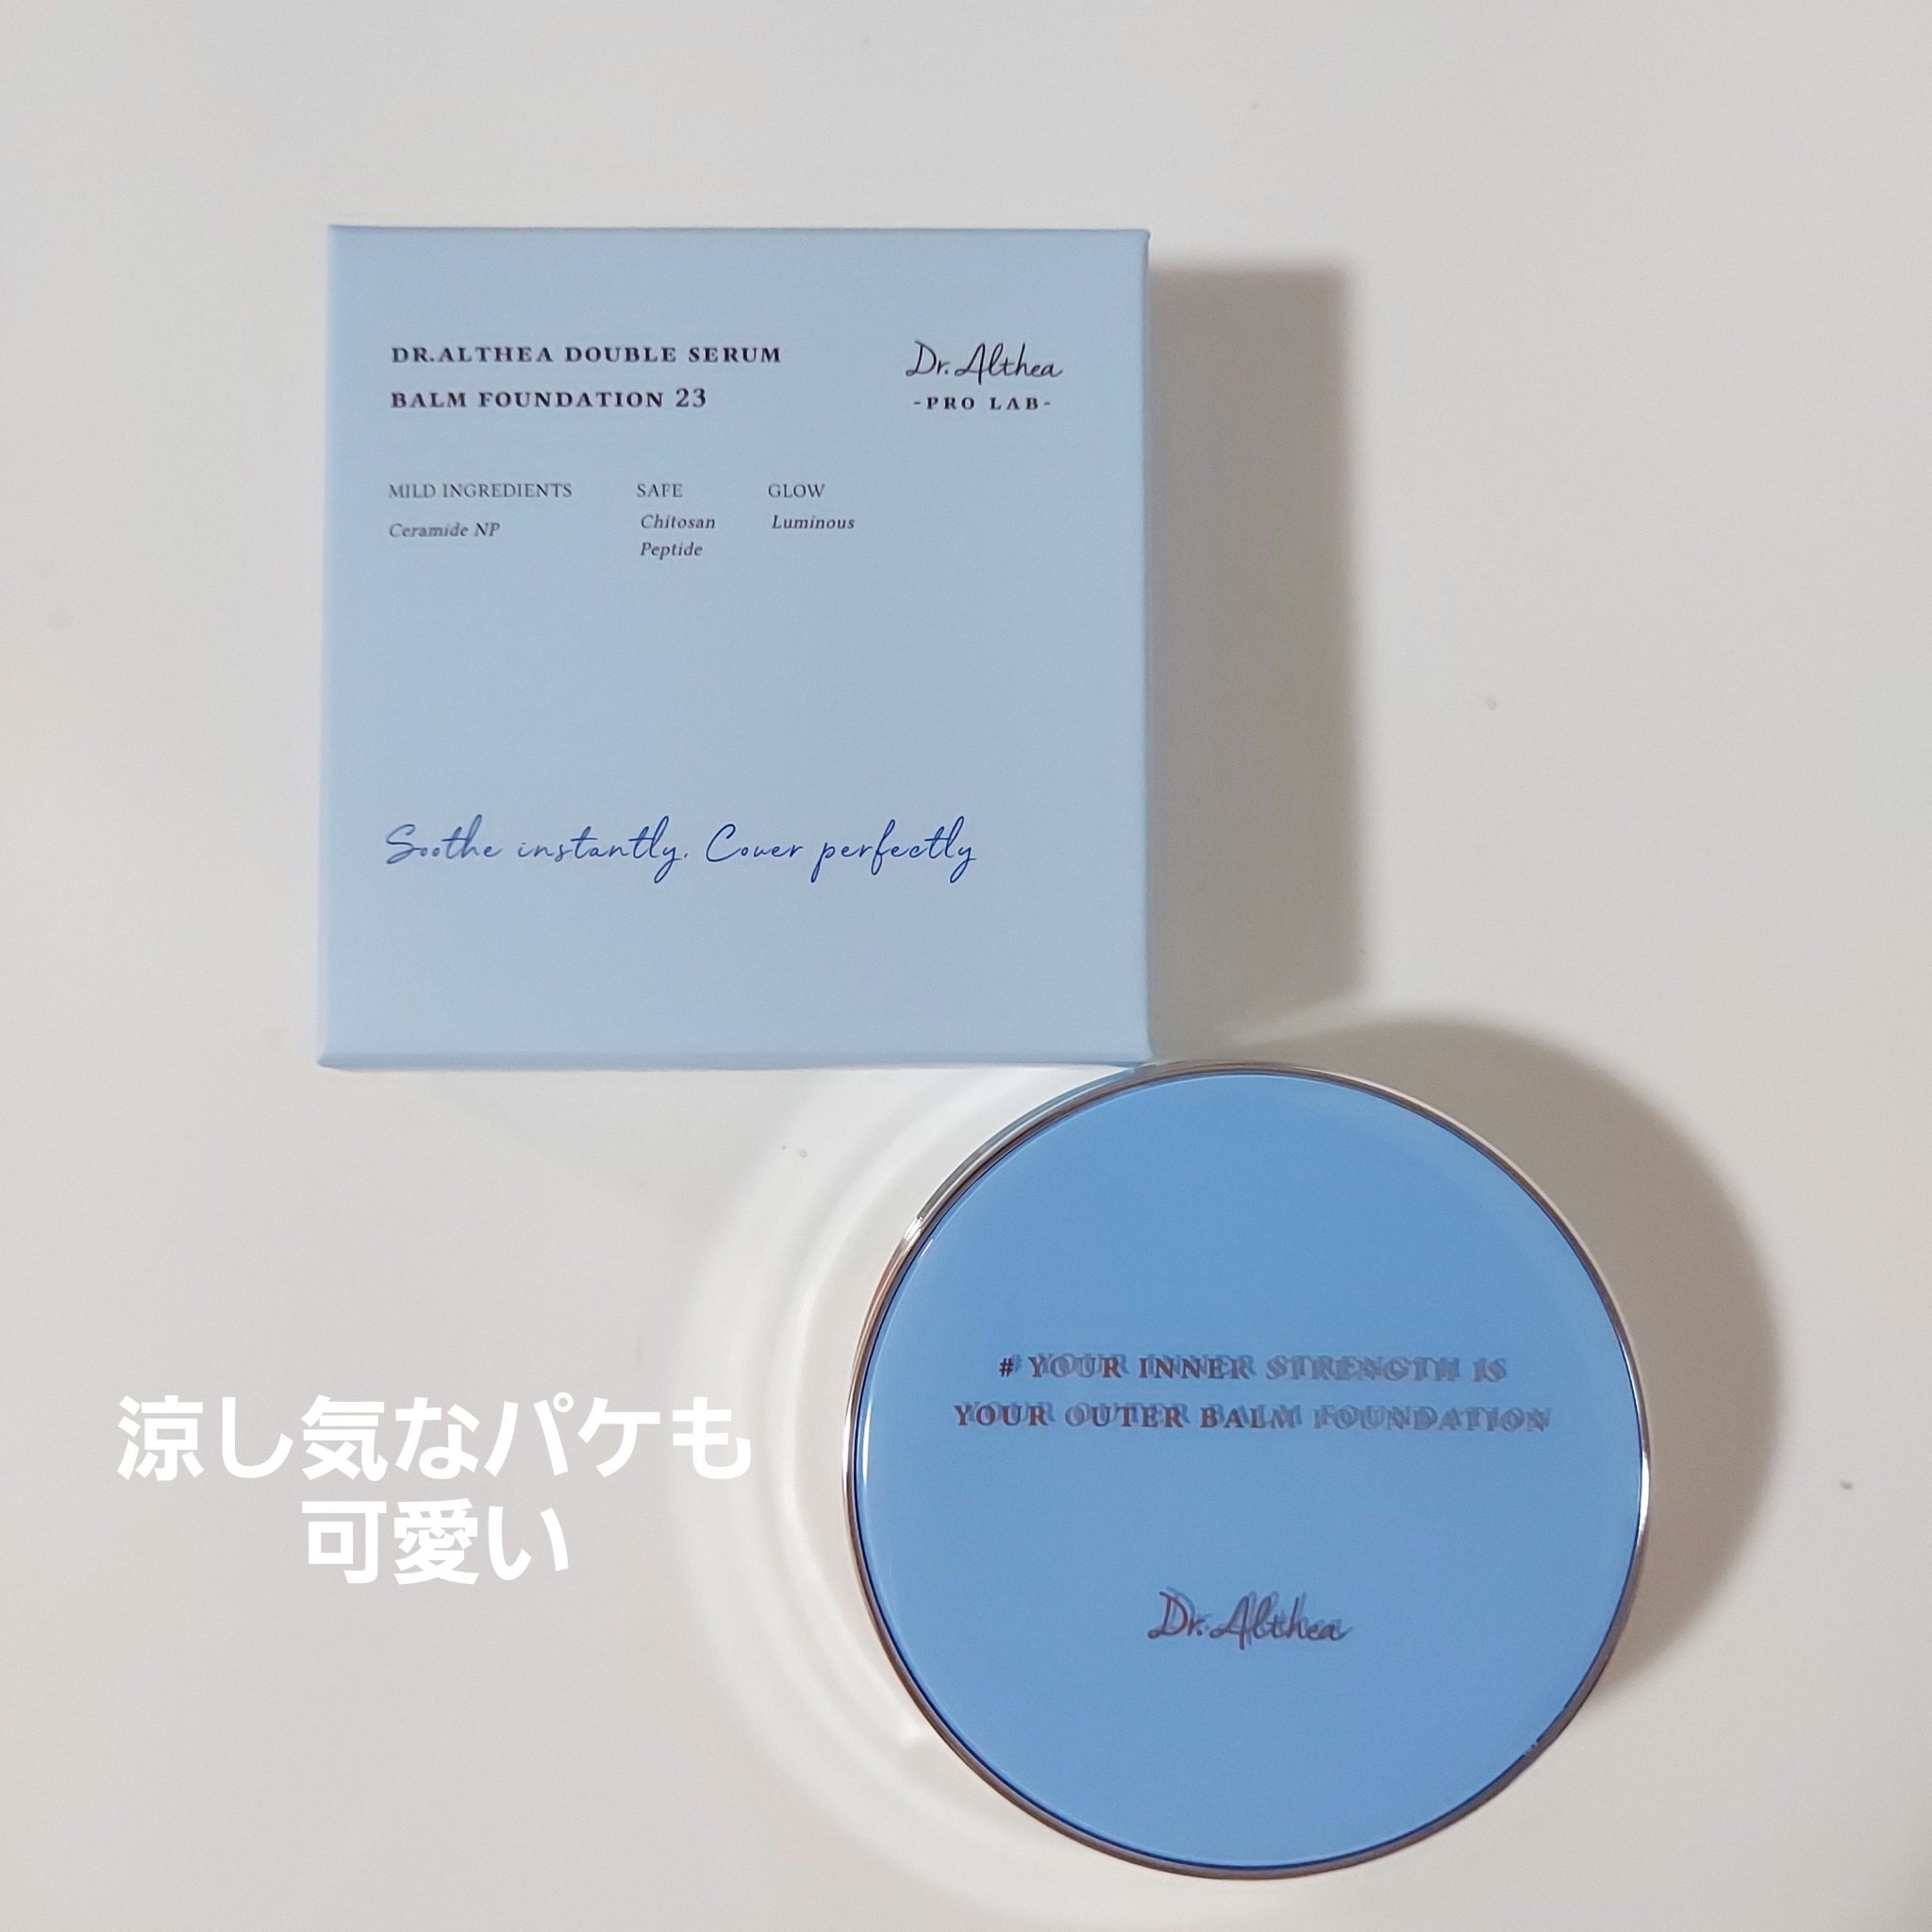 DR.ALTHEA DOUBLE SERUM
BALM FOUNDATION 23
Dr.Althea
-PRO LAB-
MILD INGREDIENTS
Ceramide NP
SAFE
Chitosan
Peptide
GLOW
Luminous
Soothe instantly, Cover perfectly
# YOUR INNER STRENGTH IS
YOUR OUTER BALM FOUNDATION
Dr.Althea
涼し気なパケも
可愛い